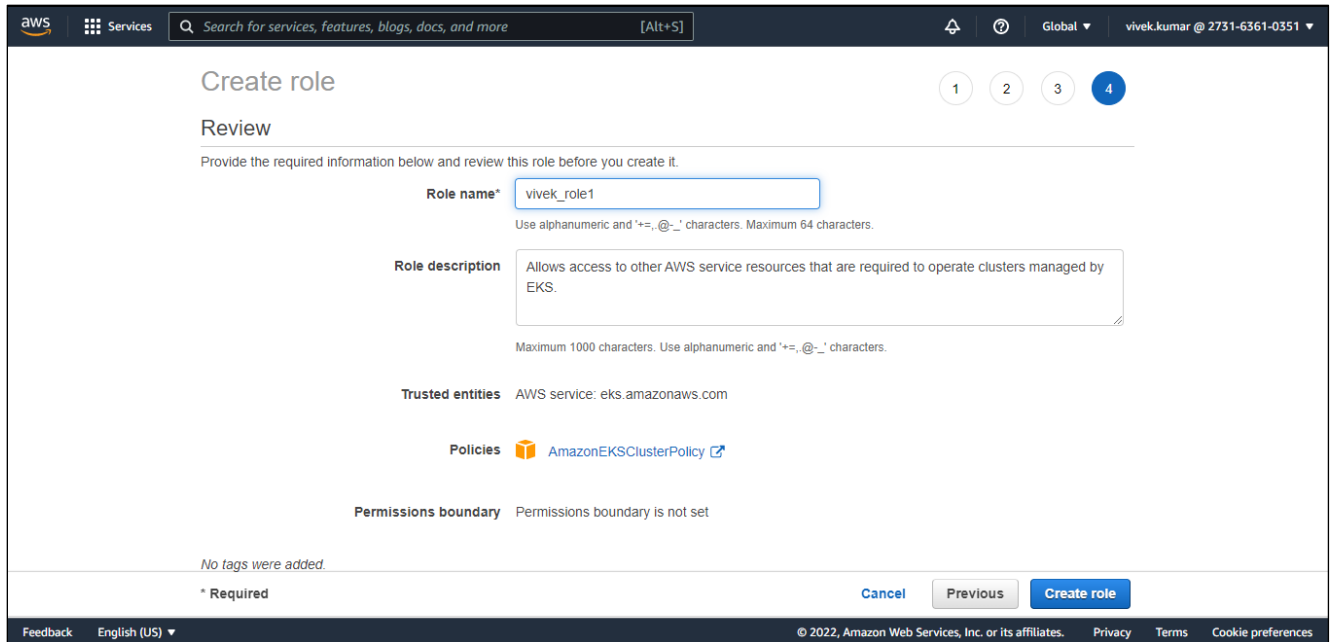 aws Services Search for services, features, blogs, docs, and more [Alt+S] Global ▼ vivek.kumar @ 2731-6361-0351 ▼
Create role 1 2 3 4
Review
Provide the required information below and review this role before you create it.
Role name* vivek_role1
Use alphanumeric and '+=,.@-_' characters. Maximum 64 characters.
Role description Allows access to other AWS service resources that are required to operate clusters managed by
EKS.
Maximum 1000 characters. Use alphanumeric and '+=,.@-_' characters.
Trusted entities AWS service: eks.amazonaws.com
Policies AmazonEKSClusterPolicy
Permissions boundary Permissions boundary is not set
No tags were added.
* Required Cancel Previous Create role
Feedback English (US) ▼ © 2022, Amazon Web Services, Inc. or its affiliates. Privacy Terms Cookie preferences